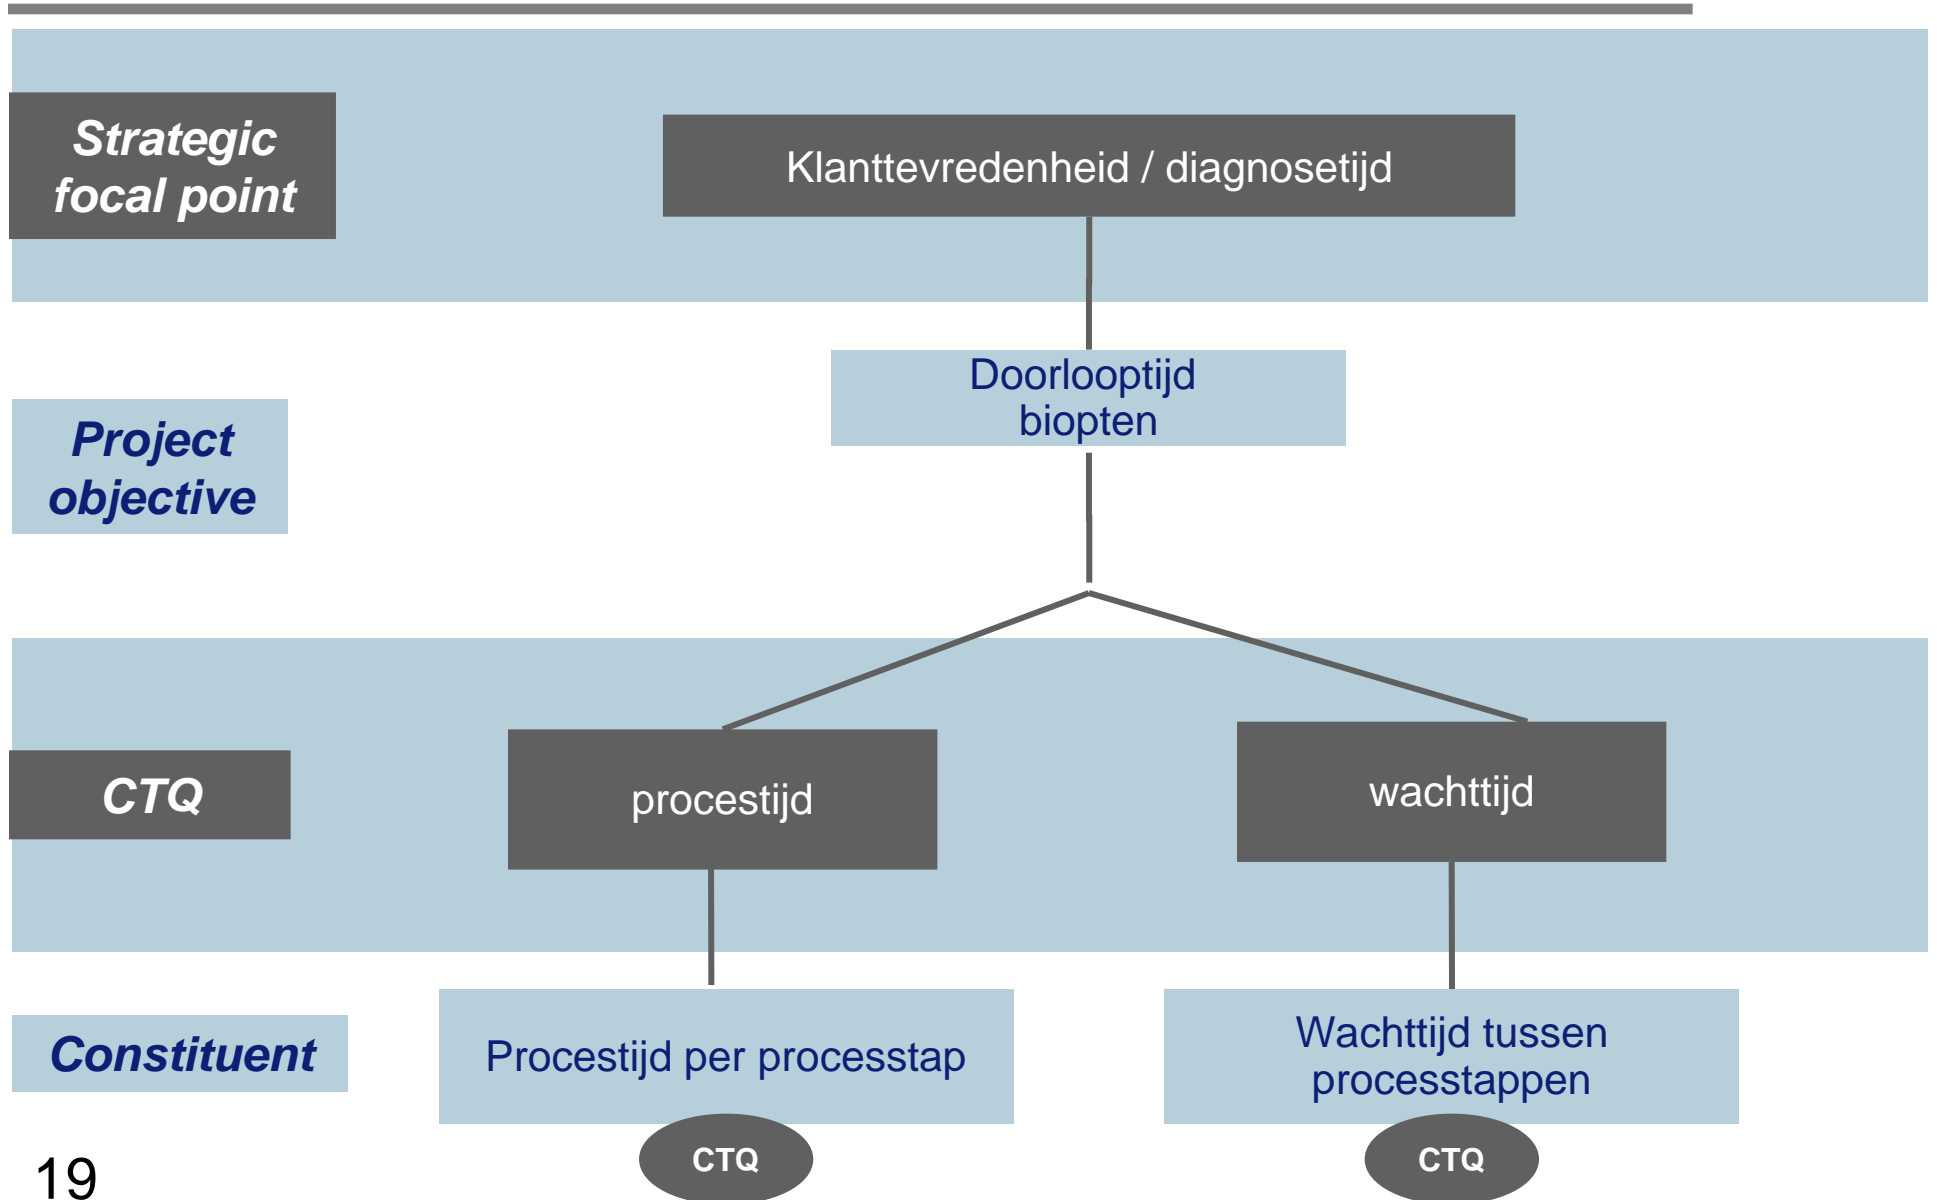 Strategic
focal point
Klanttevredenheid / diagnosetijd
Project
objective
Doorlooptijd
biopten
CTQ
procestijd
wachttijd
Constituent
Procestijd per processtap
Wachttijd tussen
processtappen
CTQ
CTQ
19